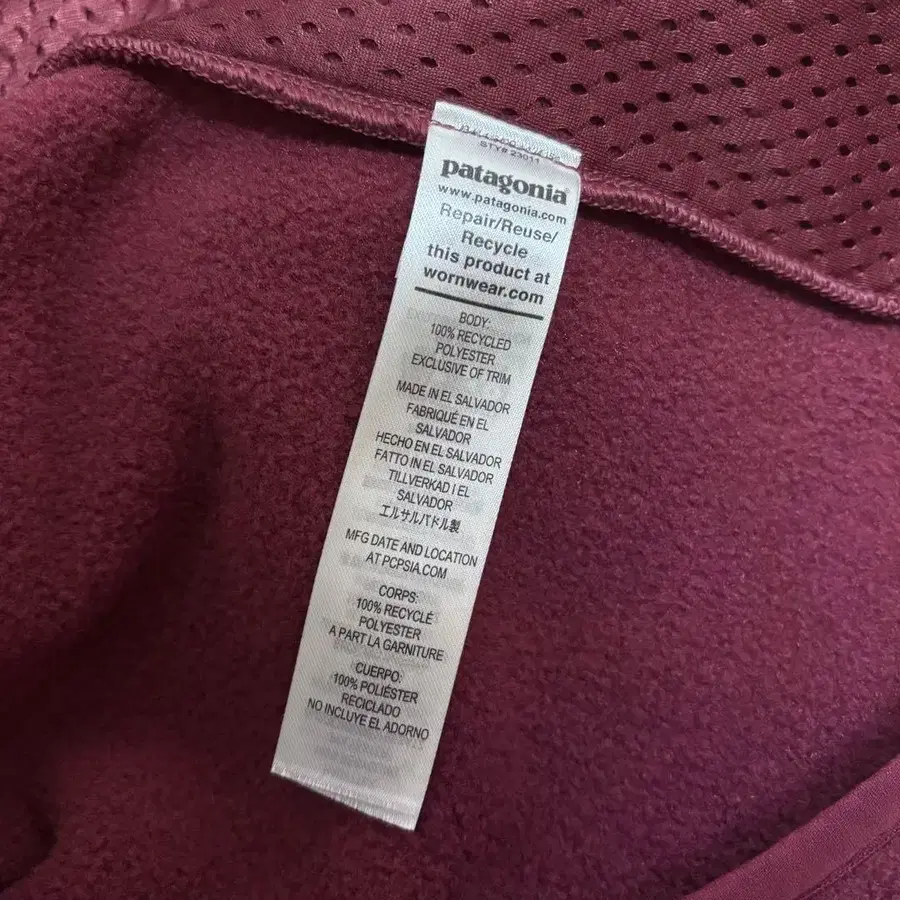 STY# 23011
patagonia®
www.patagonia.com
Repair/Reuse/
Recycle
this product at
wornwear.com
BODY:
100% RECYCLED
POLYESTER
EXCLUSIVE OF TRIM
MADE IN EL SALVADOR
FABRIQUÉ EN EL
SALVADOR
HECHO EN EL SALVADOR
FATTO IN EL SALVADOR
TILLVERKAD I EL
SALVADOR
エルサルバドル製
MFG DATE AND LOCATION
AT PCPSIA.COM
CORPS:
100% RECYCLÉ
POLYESTER
A PART LA GARNITURE
CUERPO:
100% POLIÉSTER
RECICLADO
NO INCLUYE EL ADORNO